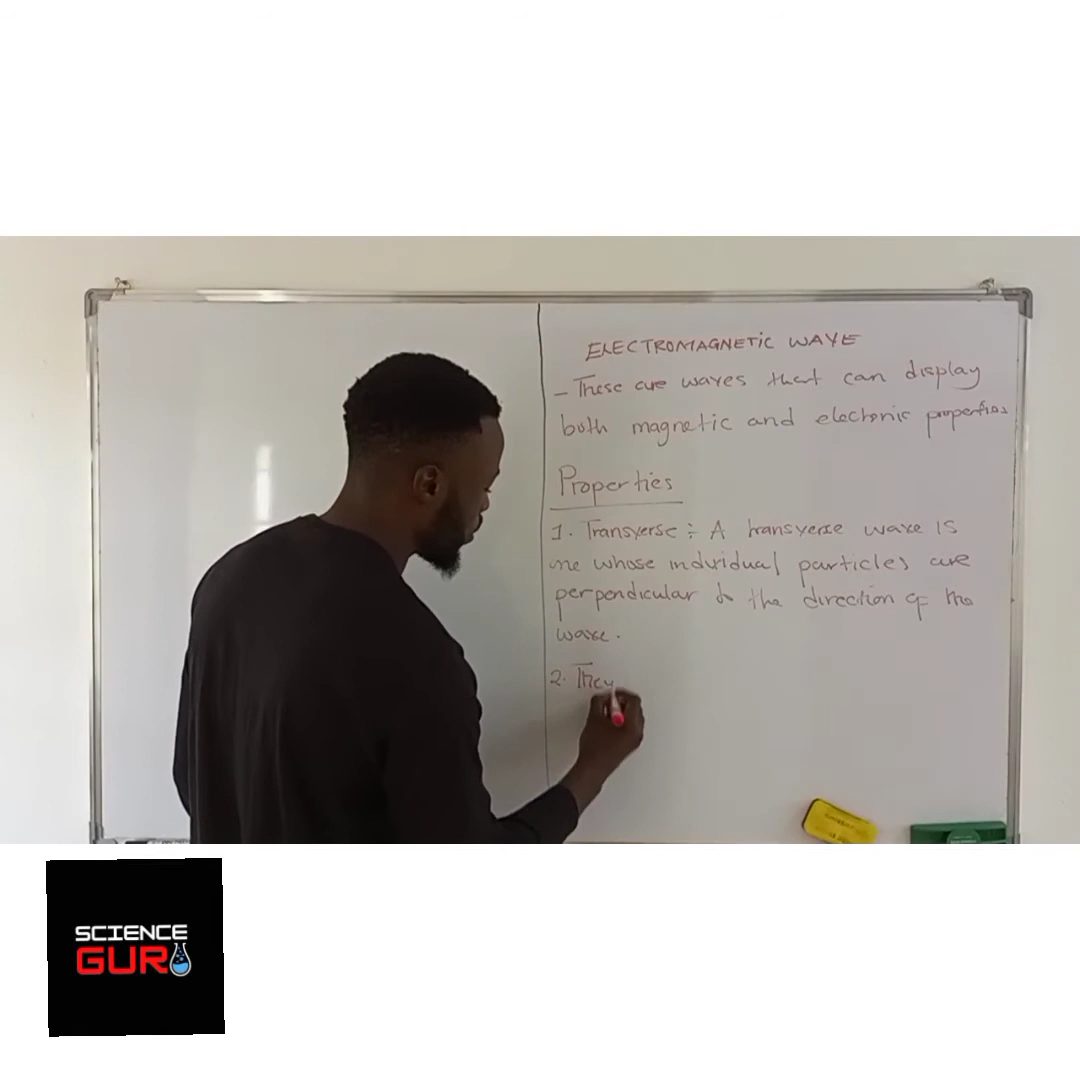 ELECTROMAGNETIC WAVE
- These are waves that can display
both magnetic and electronic properties
Properties
1. Transverse ÷ A transverse wave is
one whose individual particles are
perpendicular to the direction of the
wave.
2. They
SCIENCE
GURU